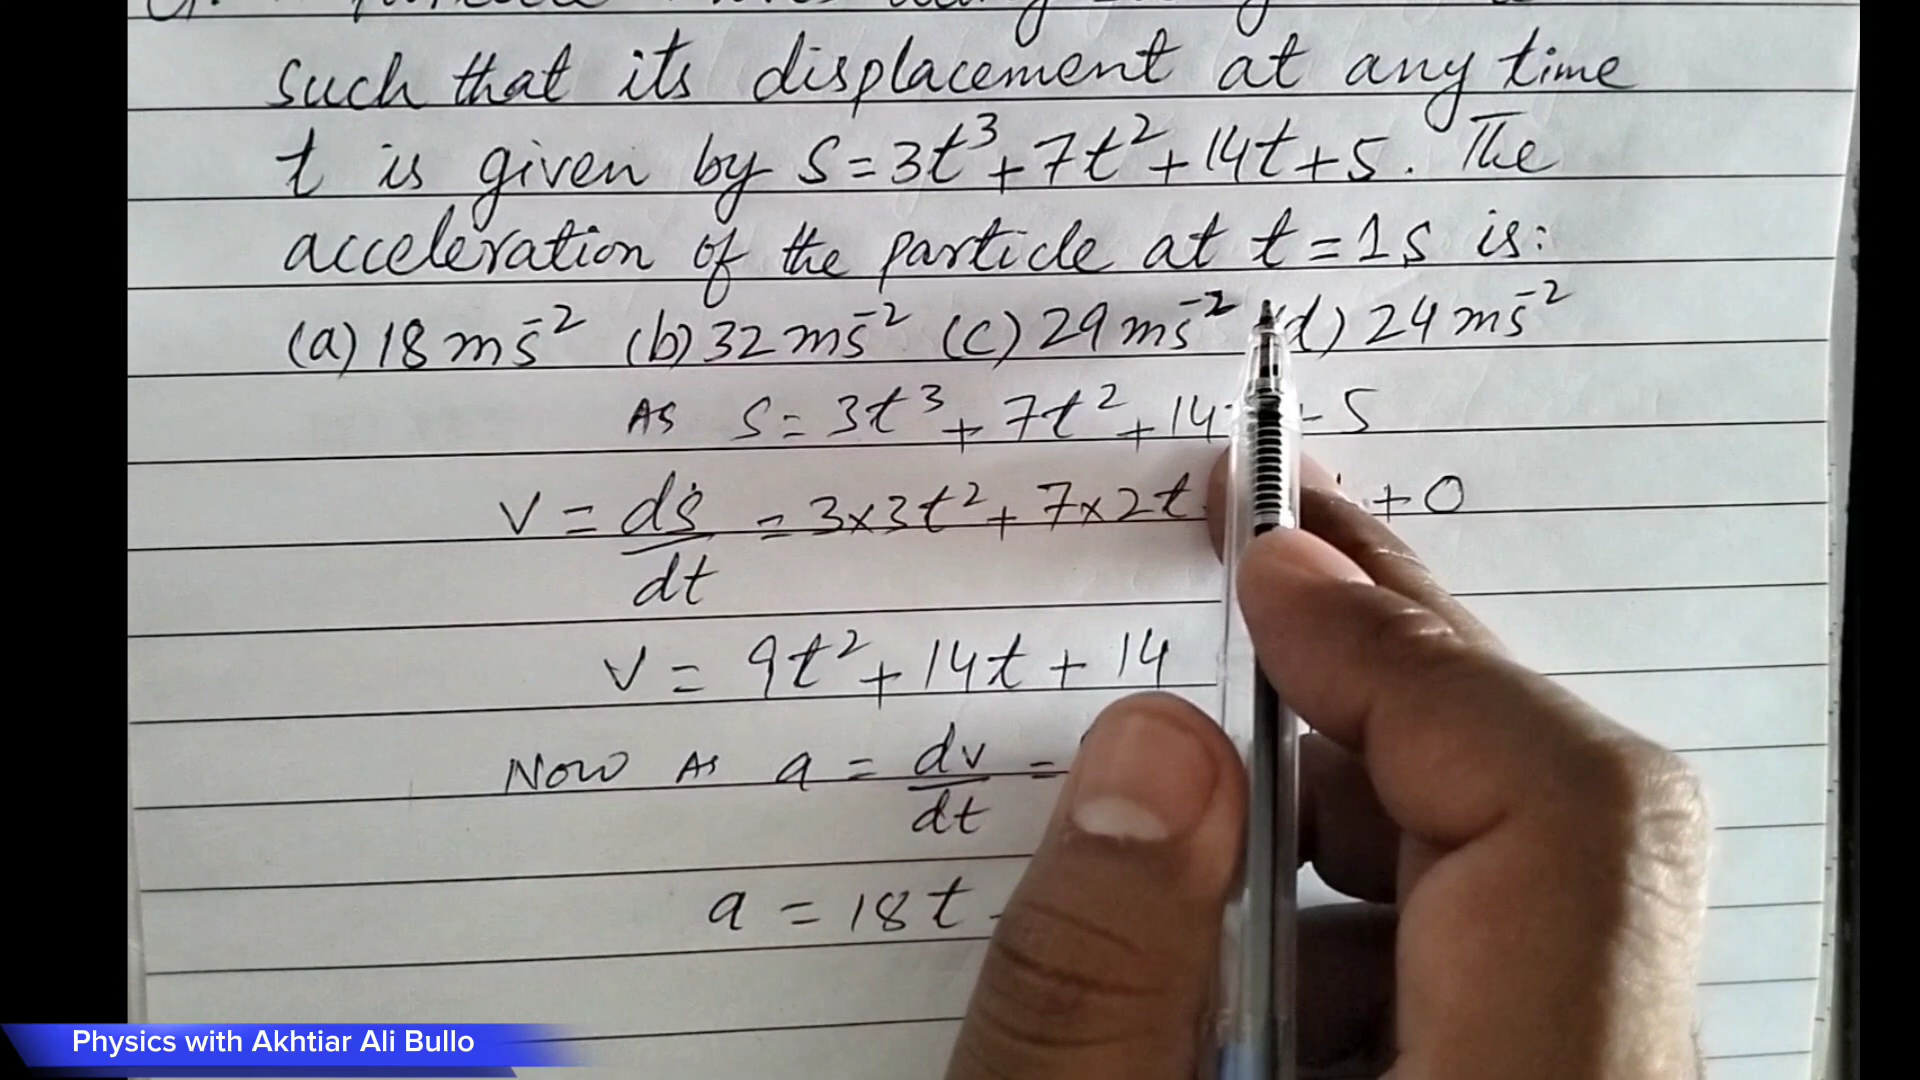 such that its displacement at any time
t is given by S = 3t³ + 7t² + 14t + 5. The
acceleration of the particle at t = 1s is:
(a) 18 ms⁻² (b) 32 ms⁻² (c) 29 ms⁻² (d) 24 ms⁻²
As S = 3t³ + 7t² + 14 + 5
V = ds/dt = 3×3t² + 7×2t + 0
V = 9t² + 14t + 14
Now As a = dv/dt =
a = 18t
Physics with Akhtiar Ali Bullo